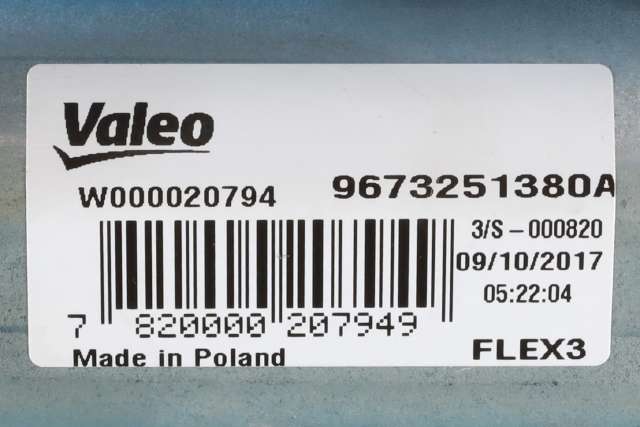 Valeo
W000020794
9673251380A
3/S-000820
09/10/2017
05:22:04
7 820000 207949
Made in Poland
FLEX3